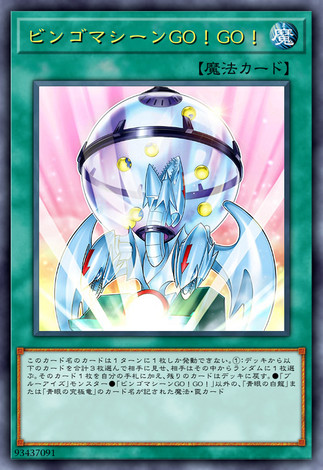 ビンゴマシーンGO!GO!
魔
【魔法カード】
このカード名のカードは1ターンに1枚しか発動できない。①:デッキから以
下のカードを合計3枚選んで相手に見せ、相手はその中からランダムに1枚選
ぶ。そのカード1枚を自分の手札に加え、残りのカードはデッキに戻す。●「ブ
ルーアイズ」モンスター●「ビンゴマシーンGO!GO!」以外の、「青眼の白龍」ま
たは「青眼の究極竜」のカード名が記された魔法・罠カード
93437091